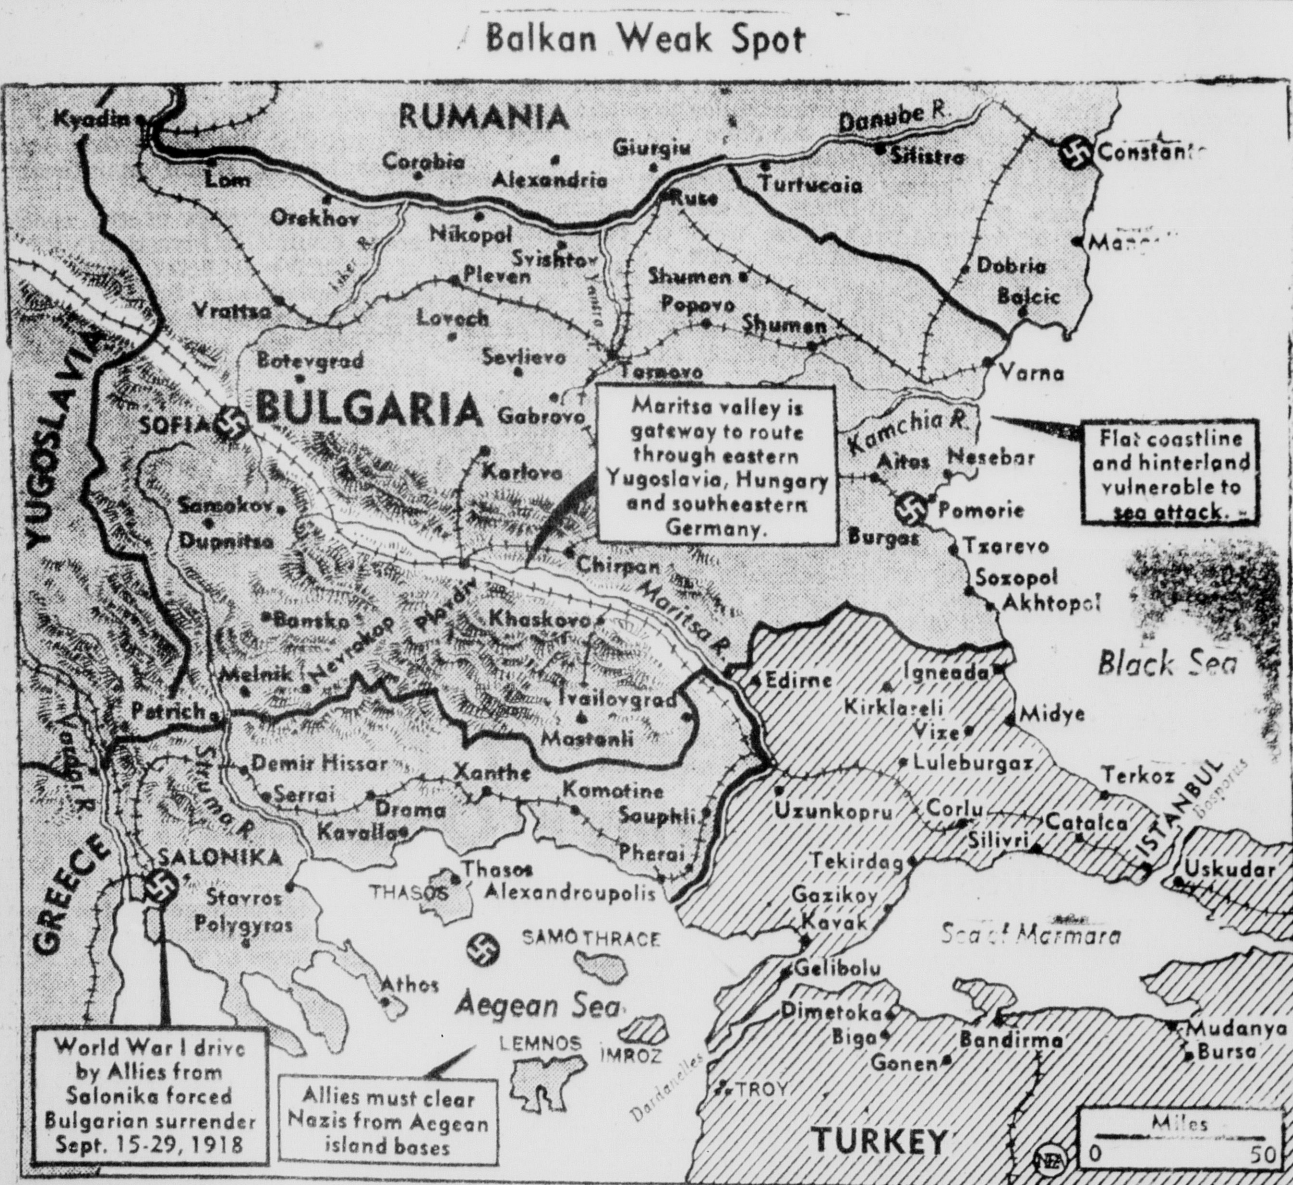 Balkan Weak Spot
Kyadin
RUMANIA
Danube R.
Corabia
Giurgiu
Silistra
Lom
Alexandria
Turtucaia
Orekhov
Ruse
Nikopol
Svishtov
Isker R.
Pleven
Yantra
Shumen
Dobria
Vrattsa
Popovo
Balcic
Lovech
Shumen
Botevgrad
Sevlievo
Tornovo
Varna
YUGOSLAVIA
SOFIA
BULGARIA
Gabrovo
Maritsa valley is
gateway to route
through eastern
Yugoslavia, Hungary
and southeastern
Germany.
Kamchia R.
Flat coastline
and hinterland
vulnerable to
sea attack.
Karlovo
Aitos
Nesebar
Samokov
Pomorie
Dupnitsa
Burgas
Txarevo
Chirpan
Sozopol
Akhtopol
Bansko
Nevrokop
Plovdiv
Khaskovo
Maritsa R.
Black Sea
Melnik
Edirne
Igneada
Petrich
Ivailovgrad
Kirklareli
Midye
Mastanli
Vize
Vardar R.
Struma R.
Demir Hissar
Xanthe
Luleburgaz
Terkoz
ISTANBUL
Bosporus
Serrai
Drama
Komotine
Uzunkopru
Corlu
Catalca
Kavalla
Souphli
Silivri
GREECE
SALONIKA
Pherai
Tekirdag
Uskudar
Thasos
THASOS
Alexandroupolis
Stavros
Gazikoy
Polygyros
Kavak
SAMOTHRACE
Sea of Marmara
Gelibolu
Athos
Aegean Sea
Dimetoka
LEMNOS
IMROZ
Biga
Bandirma
Mudanya
Gonen
Bursa
Dardanelles
TROY
World War I drive
by Allies from
Salonika forced
Bulgarian surrender
Sept. 15-29, 1918
Allies must clear
Nazis from Aegean
island bases
TURKEY
NEA
Miles
0 50